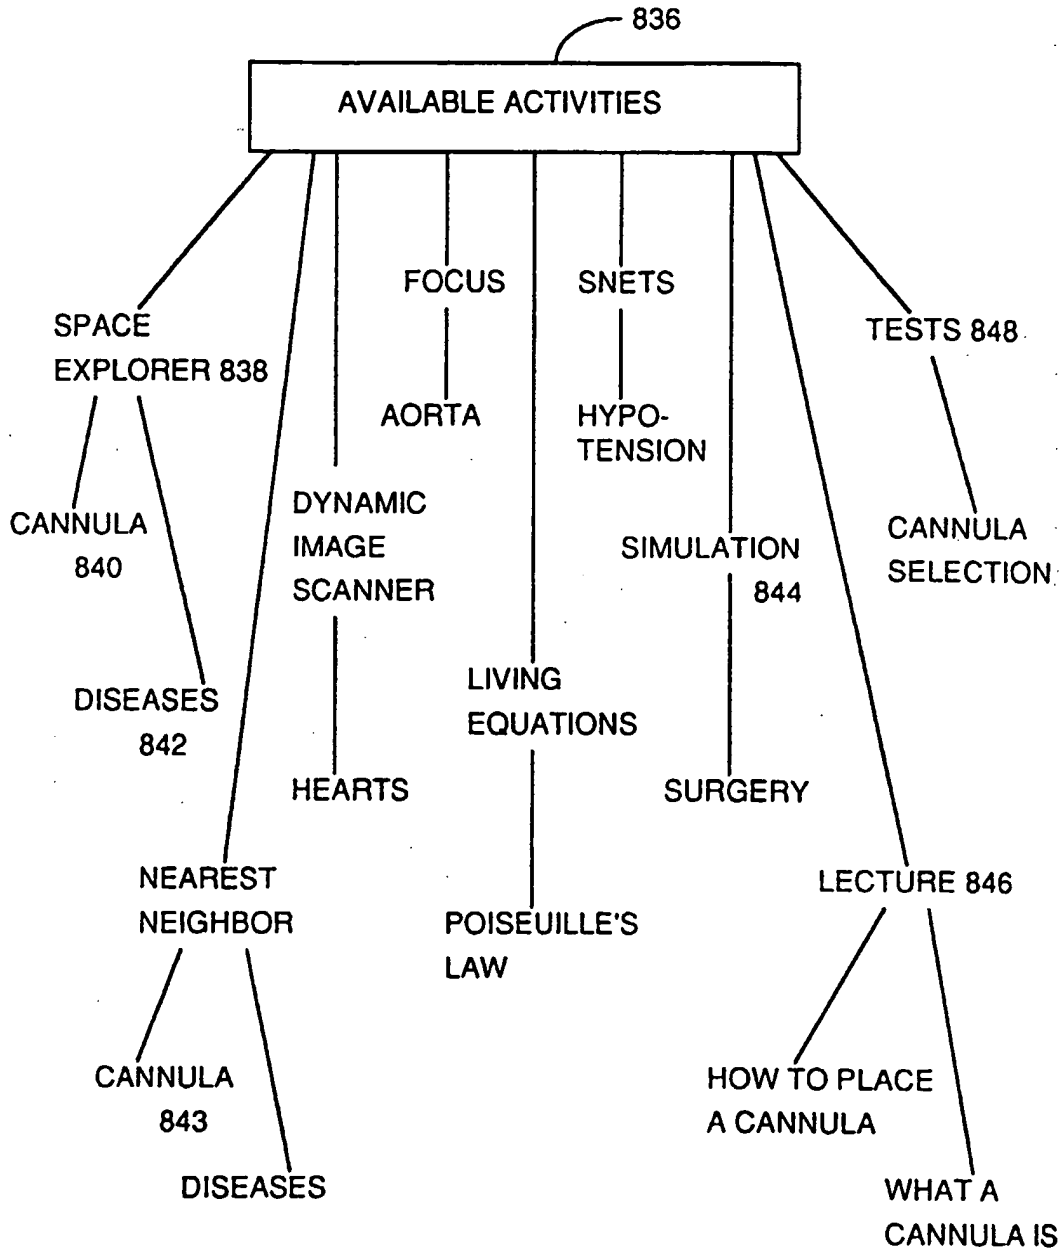 836
AVAILABLE ACTIVITIES
FOCUS
SNETS
SPACE
EXPLORER 838
TESTS 848
AORTA
HYPO-
TENSION
CANNULA
840
DYNAMIC
IMAGE
SCANNER
SIMULATION
844
CANNULA
SELECTION
DISEASES
842
LIVING
EQUATIONS
HEARTS
SURGERY
NEAREST
NEIGHBOR
LECTURE 846
POISEUILLE'S
LAW
CANNULA
843
HOW TO PLACE
A CANNULA
DISEASES
WHAT A
CANNULA IS